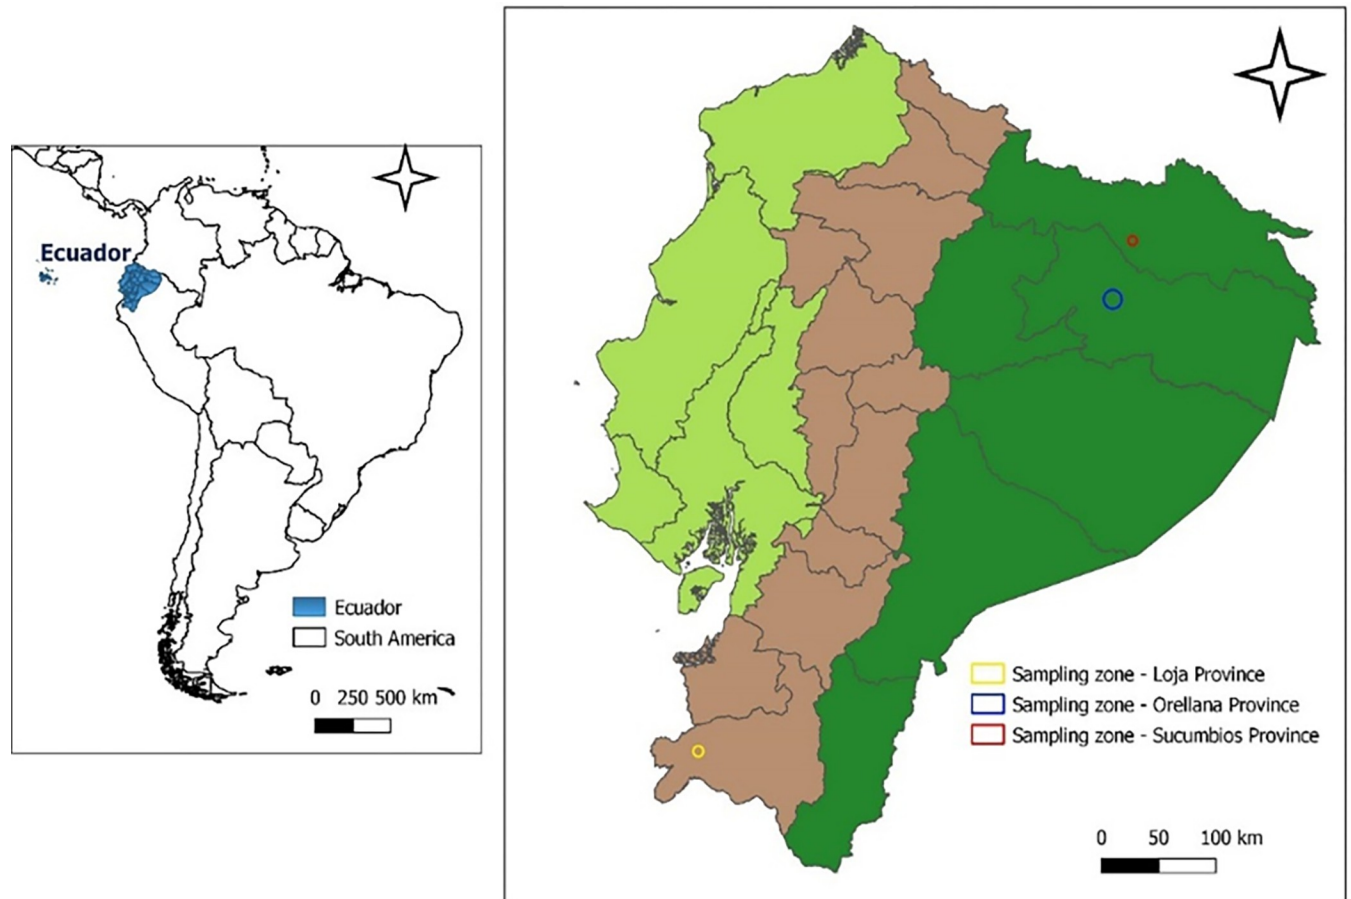 Ecuador
Ecuador
South America
0 250 500 km
Sampling zone - Loja Province
Sampling zone - Orellana Province
Sampling zone - Sucumbios Province
0 50 100 km